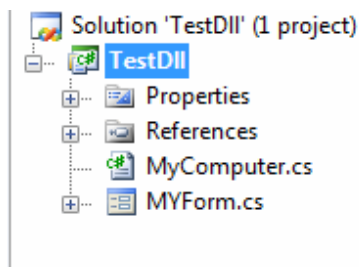 Solution 'TestDll' (1 project)
TestDll
Properties
References
MyComputer.cs
MYForm.cs